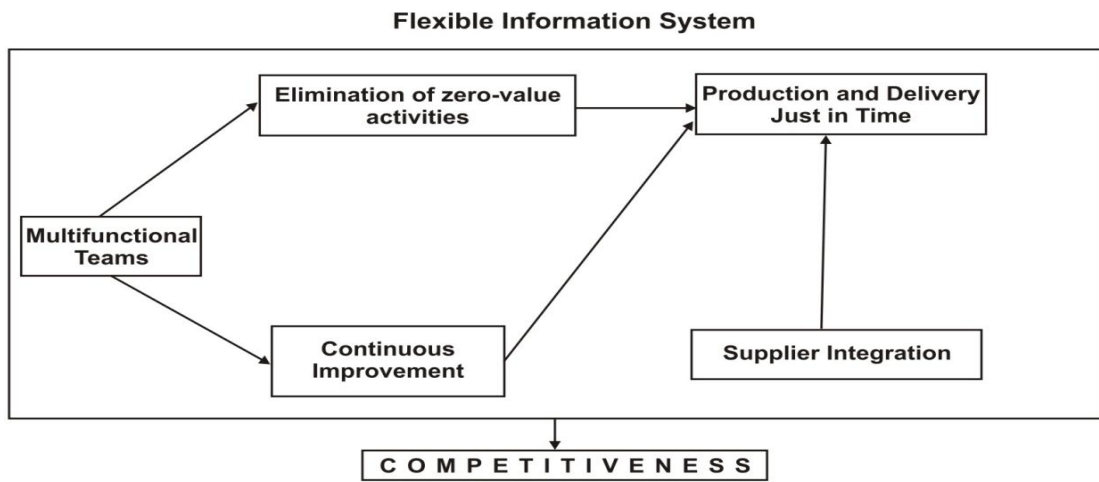 Flexible Information System
Elimination of zero-value
activities
Production and Delivery
Just in Time
Multifunctional
Teams
Continuous
Improvement
Supplier Integration
C O M P E T I T I V E N E S S